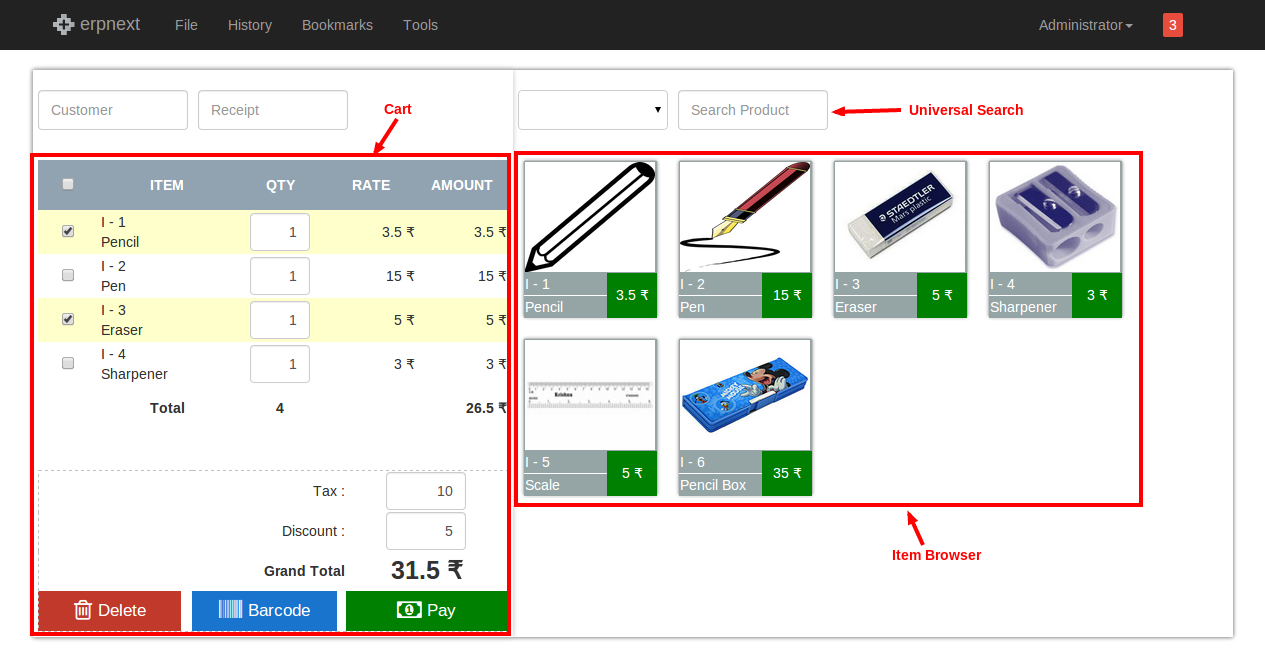 erpnext File History Bookmarks Tools Administrator 3
Customer Receipt Cart
Search Product Universal Search
ITEM QTY RATE AMOUNT
I - 1
Pencil 1 3.5 ₹ 3.5 ₹
I - 2
Pen 1 15 ₹ 15 ₹
I - 3
Eraser 1 5 ₹ 5 ₹
I - 4
Sharpener 1 3 ₹ 3 ₹
Total 4 26.5 ₹
Tax : 10
Discount : 5
Grand Total 31.5 ₹
Delete Barcode Pay
I - 1
Pencil 3.5 ₹
I - 2
Pen 15 ₹
STAEDTLER
Mars plastic
I - 3
Eraser 5 ₹
I - 4
Sharpener 3 ₹
Krishna
I - 5
Scale 5 ₹
I - 6
Pencil Box 35 ₹
Item Browser